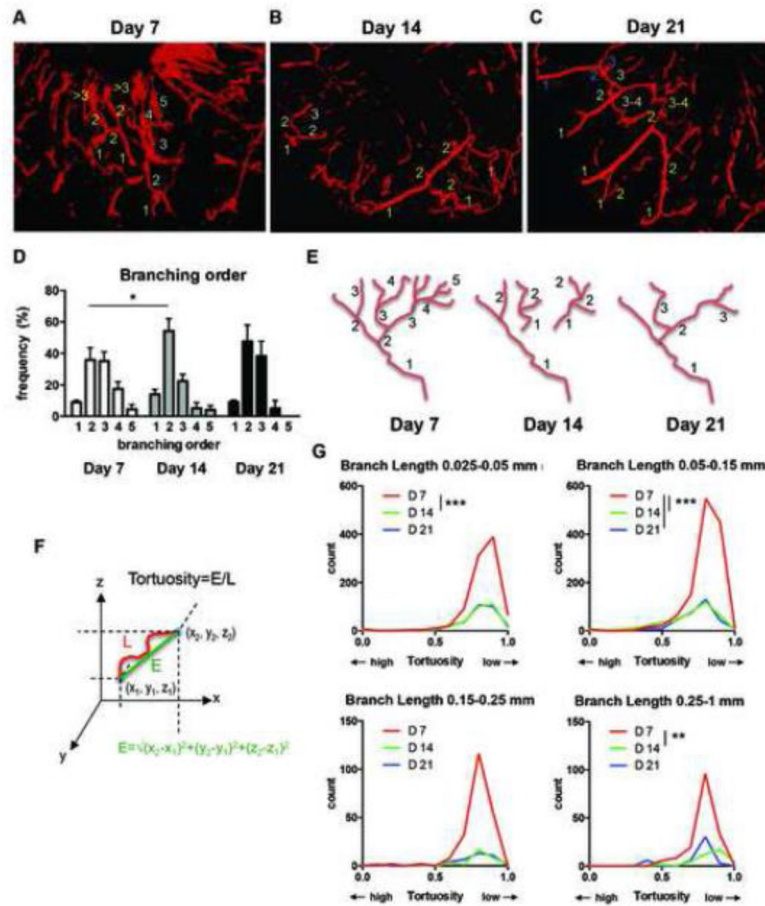 A
Day 7
>3
>3
2
2
5
4
2
1
1
3
2
1
B
Day 14
3
2
2
1
2
2
1
1
C
Day 21
3
2
3
1
2
3-4
3-4
1
2
2
2
1
1
D
Branching order
*
frequency (%)
80
60
40
20
0
1 2 3 4 5 1 2 3 4 5 1 2 3 4 5
branching order
Day 7 Day 14 Day 21
E
3
4
5
2
3
3
4
2
1
Day 7
2
2
2
2
1
1
1
Day 14
3
2
3
1
Day 21
F
Tortuosity=E/L
z
L
E
(x₂, y₂, z₂)
(x₁, y₁, z₁)
x
y
E=√(x₂-x₁)²+(y₂-y₁)²+(z₂-z₁)²
G
Branch Length 0.025-0.05 mm
600
400
200
0
count
D 7
D 14
D 21
***
0.0 0.5 1.0
← high Tortuosity low →
Branch Length 0.05-0.15 mm
600
400
200
0
count
D 7
D 14
D 21
***
0.0 0.5 1.0
← high Tortuosity low →
Branch Length 0.15-0.25 mm
150
100
50
0
count
D 7
D 14
D 21
0.0 0.5 1.0
← high Tortuosity low →
Branch Length 0.25-1 mm
150
100
50
0
count
D 7
D 14
D 21
**
0.0 0.5 1.0
← high Tortuosity low →